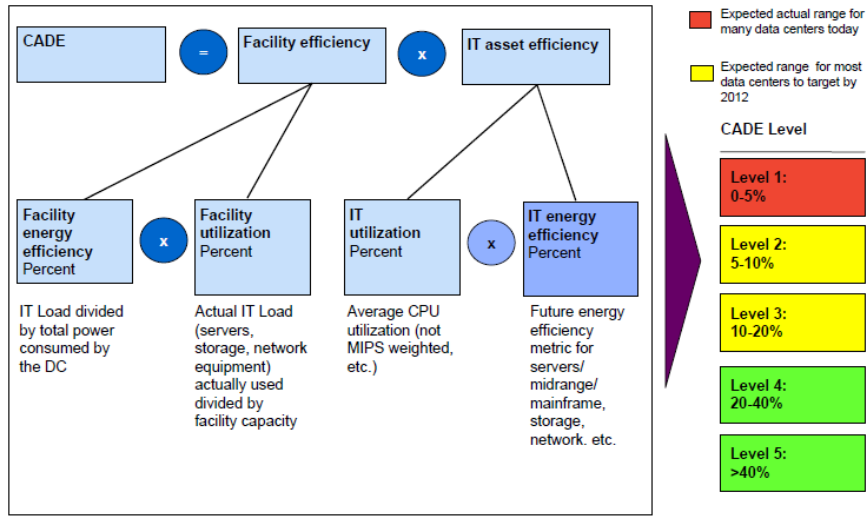 CADE
=
Facility efficiency
x
IT asset efficiency
Facility
energy
efficiency
Percent
x
Facility
utilization
Percent
IT
utilization
Percent
x
IT energy
efficiency
Percent
IT Load divided
by total power
consumed by
the DC
Actual IT Load
(servers,
storage, network
equipment)
actually used
divided by
facility capacity
Average CPU
utilization (not
MIPS weighted,
etc.)
Future energy
efficiency
metric for
servers/
midrange/
mainframe,
storage,
network. etc.
Expected actual range for
many data centers today
Expected range for most
data centers to target by
2012
CADE Level
Level 1:
0-5%
Level 2:
5-10%
Level 3:
10-20%
Level 4:
20-40%
Level 5:
>40%